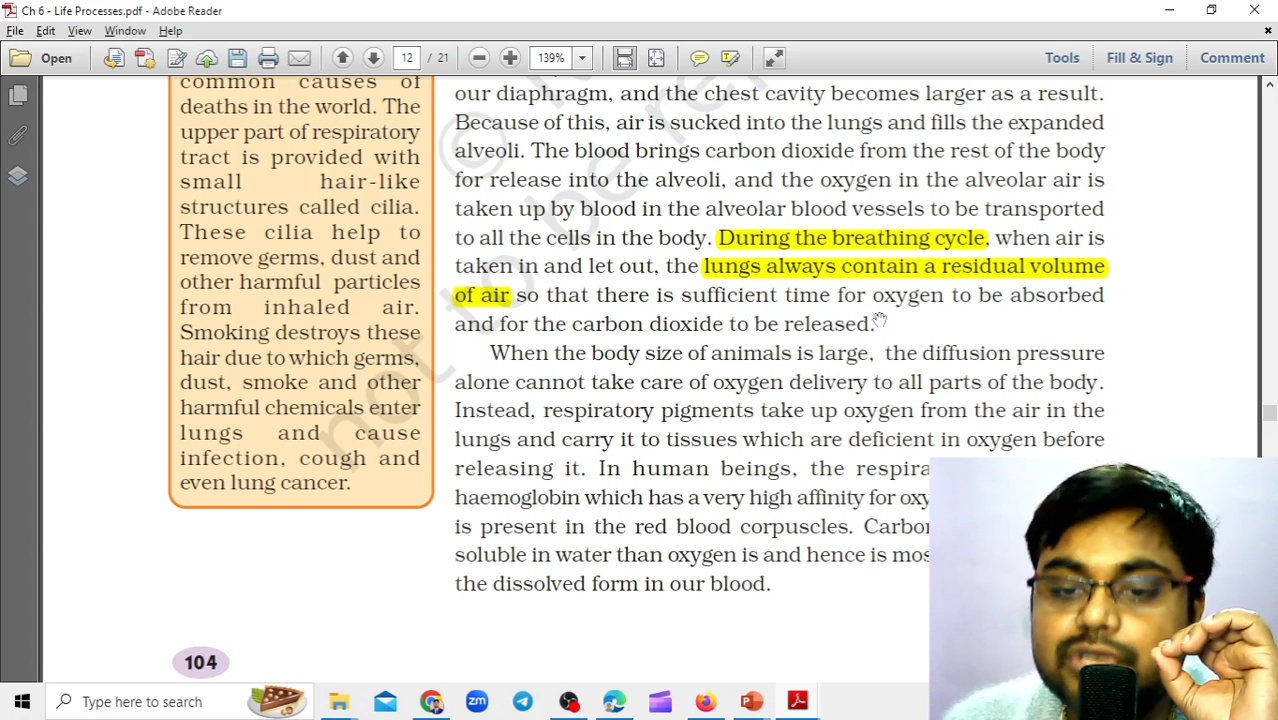 Ch 6 - Life Processes.pdf - Adobe Reader
File Edit View Window Help
Open 12 / 21 139% Tools Fill & Sign Comment
common causes of
deaths in the world. The
upper part of respiratory
tract is provided with
small hair-like
structures called cilia.
These cilia help to
remove germs, dust and
other harmful particles
from inhaled air.
Smoking destroys these
hair due to which germs,
dust, smoke and other
harmful chemicals enter
lungs and cause
infection, cough and
even lung cancer.
our diaphragm, and the chest cavity becomes larger as a result.
Because of this, air is sucked into the lungs and fills the expanded
alveoli. The blood brings carbon dioxide from the rest of the body
for release into the alveoli, and the oxygen in the alveolar air is
taken up by blood in the alveolar blood vessels to be transported
to all the cells in the body. During the breathing cycle, when air is
taken in and let out, the lungs always contain a residual volume
of air so that there is sufficient time for oxygen to be absorbed
and for the carbon dioxide to be released.
When the body size of animals is large, the diffusion pressure
alone cannot take care of oxygen delivery to all parts of the body.
Instead, respiratory pigments take up oxygen from the air in the
lungs and carry it to tissues which are deficient in oxygen before
releasing it. In human beings, the
haemoglobin which has a very high affinity for
is present in the red blood corpuscles.
soluble in water than oxygen is and hence is
the dissolved form in our blood.
©
not to be
104
Type here to search